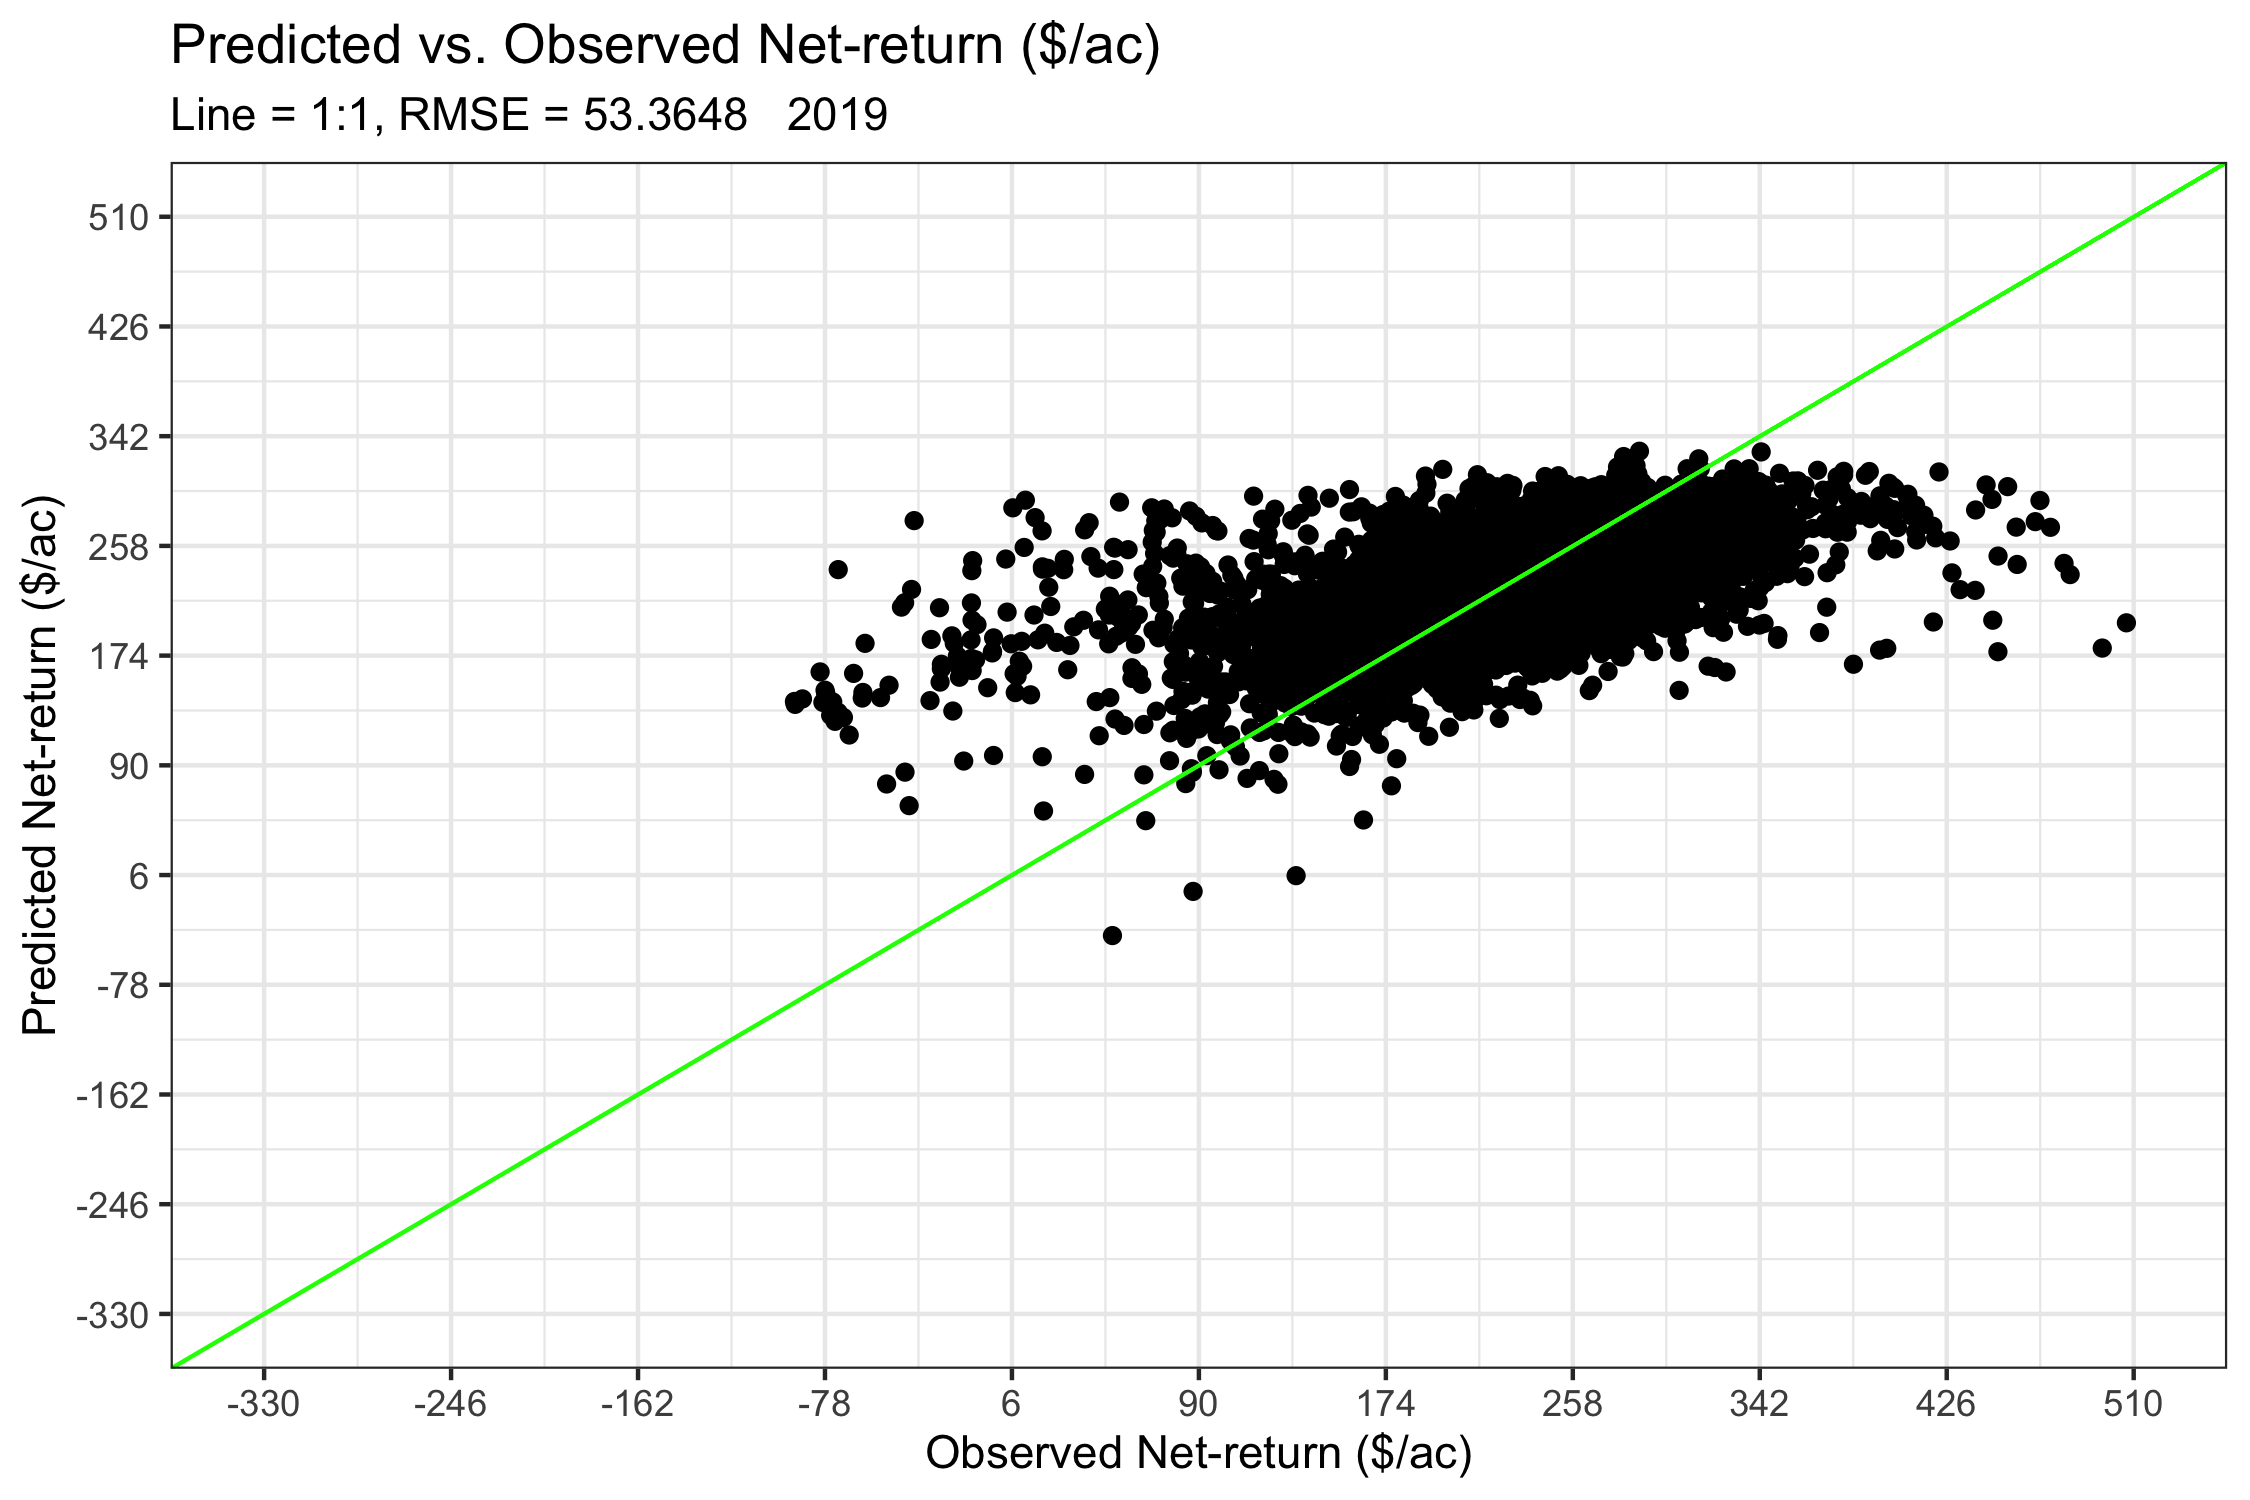 Predicted vs. Observed Net-return ($/ac)
Line = 1:1, RMSE = 53.3648   2019
Predicted Net-return ($/ac)
510
426
342
258
174
90
6
-78
-162
-246
-330
-330 -246 -162 -78 6 90 174 258 342 426 510
Observed Net-return ($/ac)